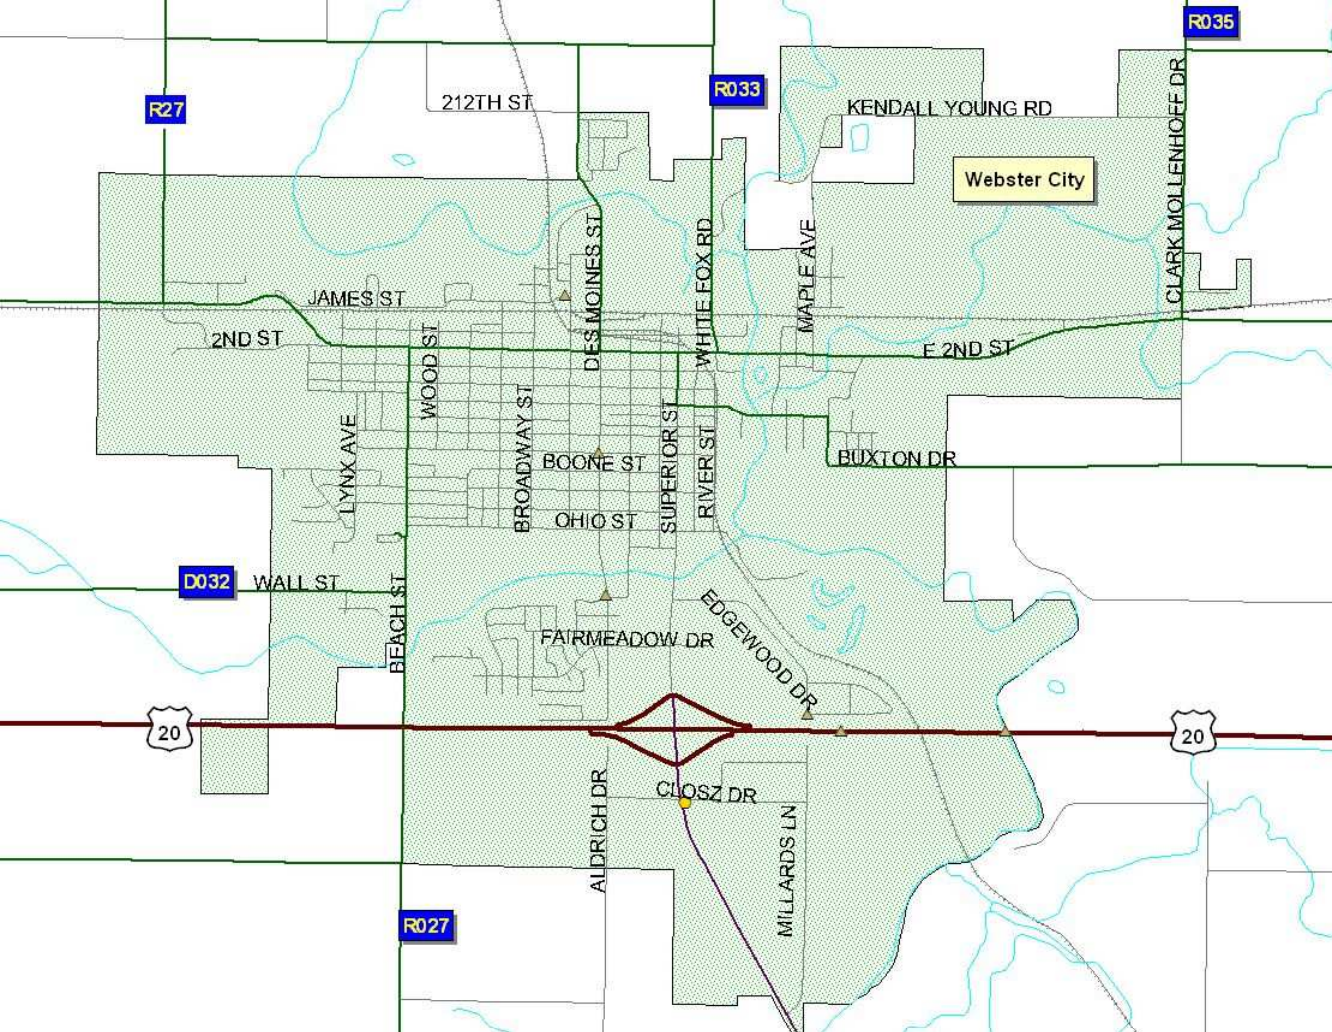 R035
R27
R033
212TH ST
KENDALL YOUNG RD
Webster City
CLARK MOLLENHOFF DR
DES MOINES ST
WHITE FOX RD
MAPLE AVE
JAMES ST
2ND ST
E 2ND ST
WOOD ST
BROADWAY ST
LYNX AVE
SUPERIOR ST
RIVER ST
BOONE ST
BUXTON DR
OHIO ST
D032
WALL ST
BEACH ST
EDGEWOOD DR
FAIRMEADOW DR
20
20
CLOSZ DR
ALDRICH DR
MILLARDS LN
R027